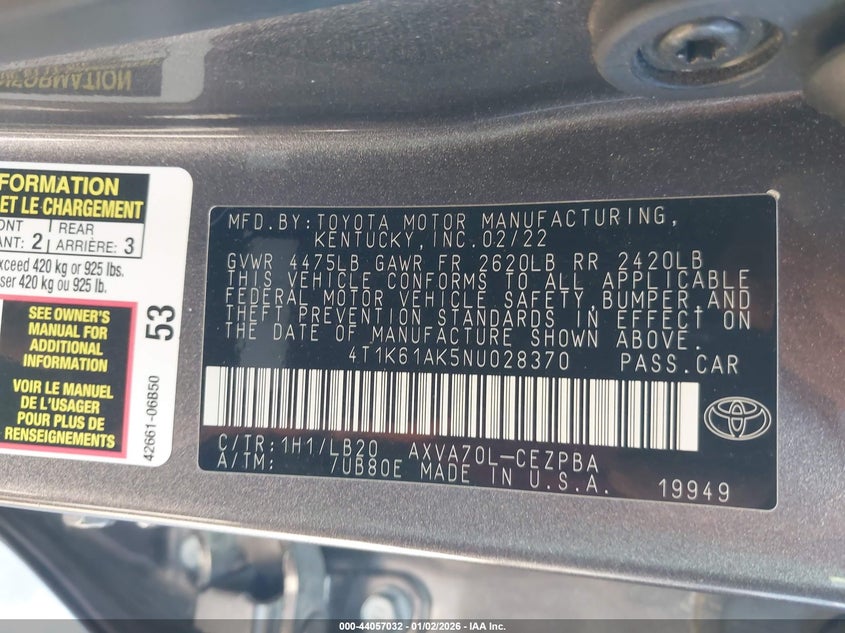 FORMATION
ET LE CHARGEMENT
REAR
ANT: 2 ARRIÈRE: 3
xceed 420 kg or 925 lbs.
ser 420 kg ou 925 lb.
SEE OWNER'S
MANUAL FOR
ADDITIONAL
INFORMATION
VOIR LE MANUEL
DE L'USAGER
POUR PLUS DE
RENSEIGNEMENTS
53
42661-06B50
MFD.BY:TOYOTA MOTOR MANUFACTURING,
KENTUCKY,INC.02/22
GVWR 4475LB GAWR FR 2620LB RR 2420LB
THIS VEHICLE CONFORMS TO ALL APPLICABLE
FEDERAL MOTOR VEHICLE SAFETY,BUMPER,AND
THEFT PREVENTION STANDARDS IN EFFECT ON
THE DATE OF MANUFACTURE SHOWN ABOVE.
4T1K61AK5NU028370 PASS.CAR
C/TR:1H1/LB20 AXVA70L-CEZPBA
A/TM: /UB80E MADE IN U.S.A.
19949
000-44057032 - 01/02/2026 - IAA Inc.